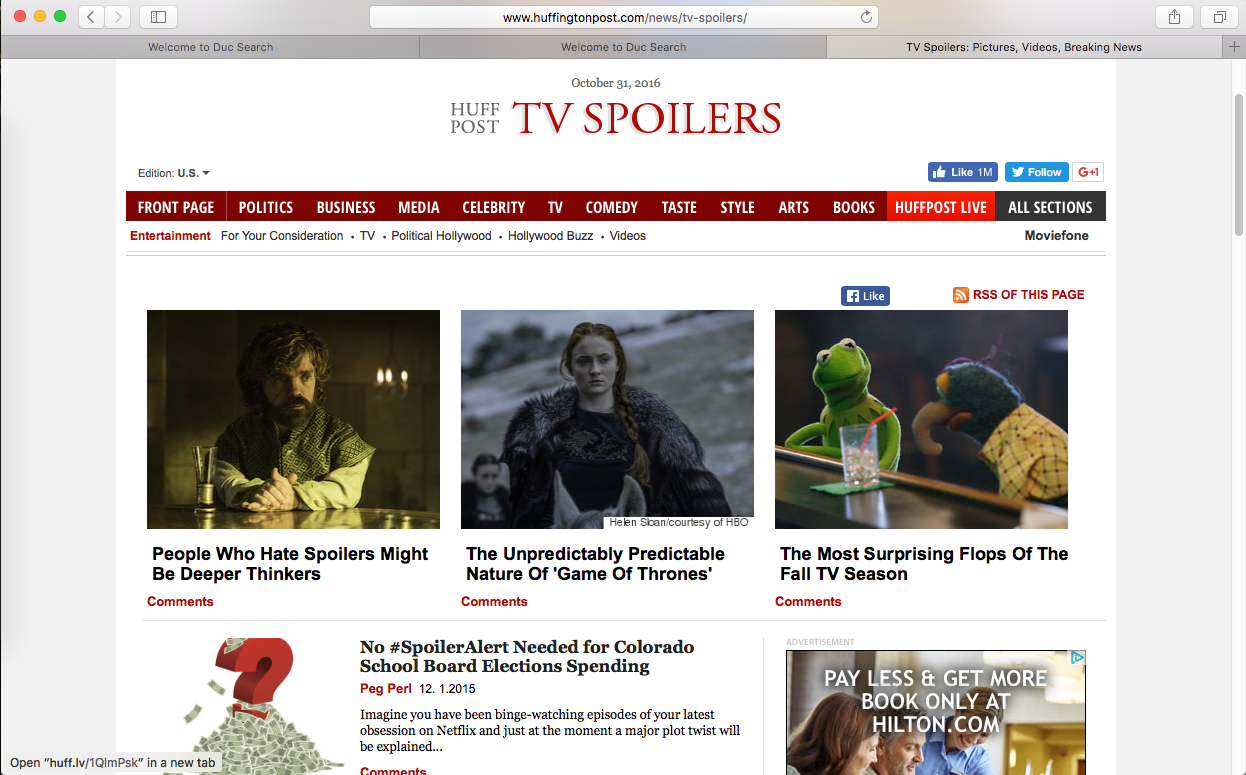 www.huffingtonpost.com/news/tv-spoilers/
Welcome to Duc Search
Welcome to Duc Search
TV Spoilers: Pictures, Videos, Breaking News
October 31, 2016
HUFF POST TV SPOILERS
Edition: U.S.
Like 1M
Follow
G+1
FRONT PAGE POLITICS BUSINESS MEDIA CELEBRITY TV COMEDY TASTE STYLE ARTS BOOKS HUFFPOST LIVE ALL SECTIONS
Entertainment For Your Consideration • TV • Political Hollywood • Hollywood Buzz • Videos Moviefone
Like
RSS OF THIS PAGE
Helen Sloan/courtesy of HBO
People Who Hate Spoilers Might
Be Deeper Thinkers
Comments
The Unpredictably Predictable
Nature Of 'Game Of Thrones'
Comments
The Most Surprising Flops Of The
Fall TV Season
Comments
No #SpoilerAlert Needed for Colorado
School Board Elections Spending
Peg Perl 12. 1.2015
Imagine you have been binge-watching episodes of your latest
obsession on Netflix and just at the moment a major plot twist will
be explained...
Comments
ADVERTISEMENT
PAY LESS & GET MORE
BOOK ONLY AT
HILTON.COM
Open “huff.lv/1QlmPsk” in a new tab